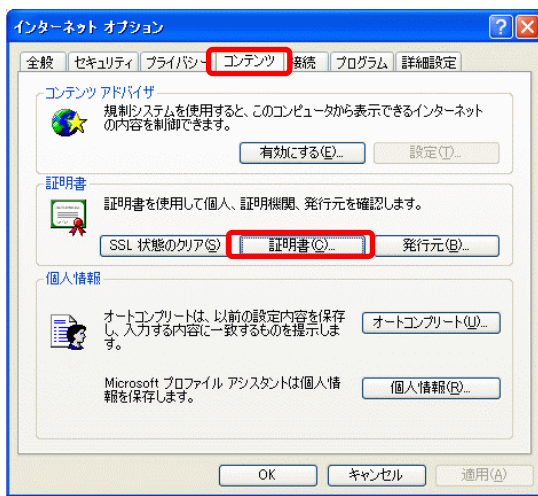 インターネット オプション
全般 セキュリティ プライバシー コンテンツ 接続 プログラム 詳細設定
コンテンツ アドバイザ
規制システムを使用すると、このコンピュータから表示できるインターネット
の内容を制御できます。
有効にする(E)... 設定(T)...
証明書
証明書を使用して個人、証明機関、発行元を確認します。
SSL 状態のクリア(S) 証明書(C)... 発行元(B)...
個人情報
オートコンプリートは、以前の設定内容を保存
し、入力する内容に一致するものを提示しま
す。
オートコンプリート(U)...
Microsoft プロファイル アシスタントは個人情
報を保存します。
個人情報(R)...
OK キャンセル 適用(A)